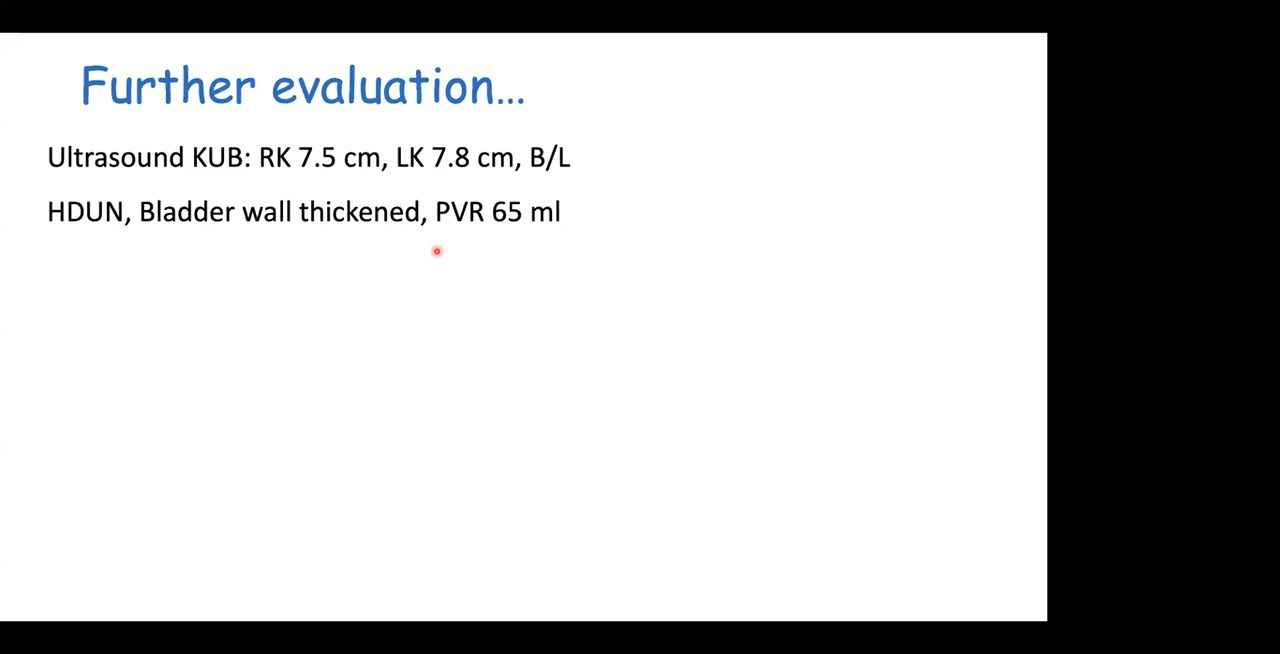 Further evaluation...
Ultrasound KUB: RK 7.5 cm, LK 7.8 cm, B/L
HDUN, Bladder wall thickened, PVR 65 ml